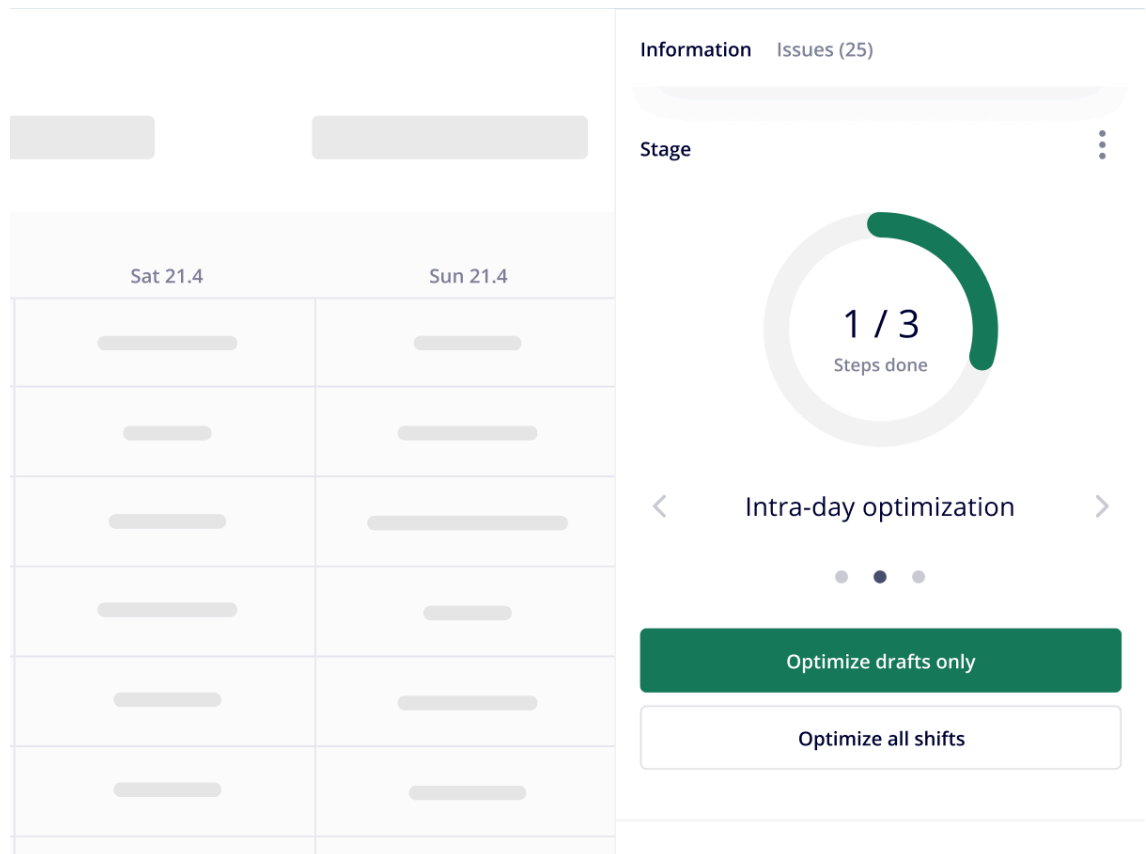 Information Issues (25)
Stage
Sat 21.4 Sun 21.4
1 / 3
Steps done
Intra-day optimization
Optimize drafts only
Optimize all shifts